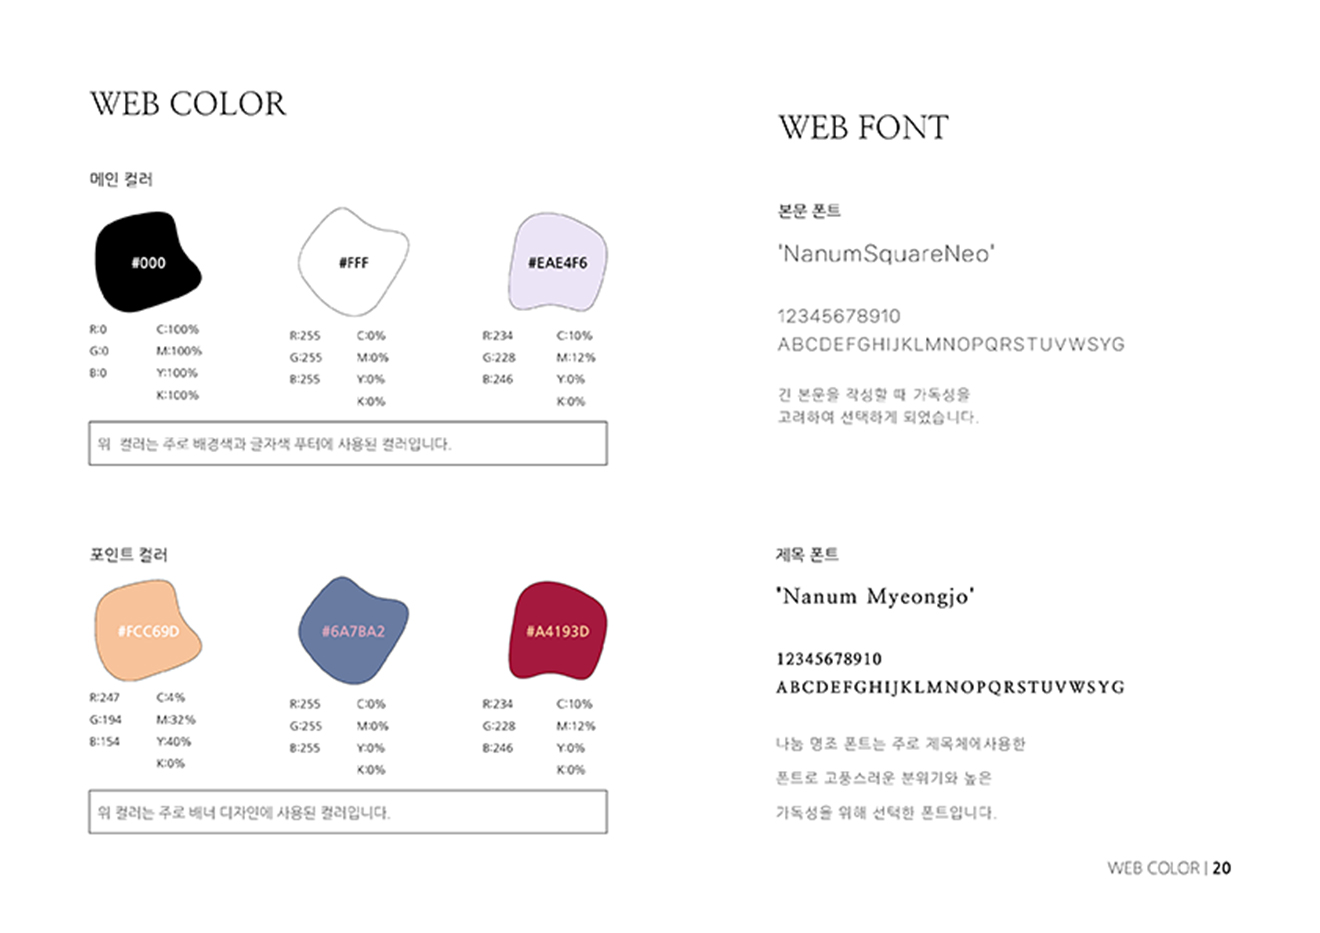 WEB COLOR
메인 컬러
#000
#FFF
#EAE4F6
R:0 C:100%
G:0 M:100%
B:0 Y:100%
K:100%
R:255 C:0%
G:255 M:0%
B:255 Y:0%
K:0%
R:234 C:10%
G:228 M:12%
B:246 Y:0%
K:0%
위 컬러는 주로 배경색과 글자색 푸터에 사용된 컬러입니다.
포인트 컬러
#FCC69D
#6A7BA2
#A4193D
R:247 C:4%
G:194 M:32%
B:154 Y:40%
K:0%
R:255 C:0%
G:255 M:0%
B:255 Y:0%
K:0%
R:234 C:10%
G:228 M:12%
B:246 Y:0%
K:0%
위 컬러는 주로 배너 디자인에 사용된 컬러입니다.
WEB FONT
본문 폰트
'NanumSquareNeo'
12345678910
ABCDEFGHIJKLMNOPQRSTUVWSYG
긴 본문을 작성할 때 가독성을
고려하여 선택하게 되었습니다.
제목 폰트
'Nanum Myeongjo'
12345678910
ABCDEFGHIJKLMNOPQRSTUVWSYG
나눔 명조 폰트는 주로 제목체에사용한
폰트로 고풍스러운 분위기와 높은
가독성을 위해 선택한 폰트입니다.
WEB COLOR | 20